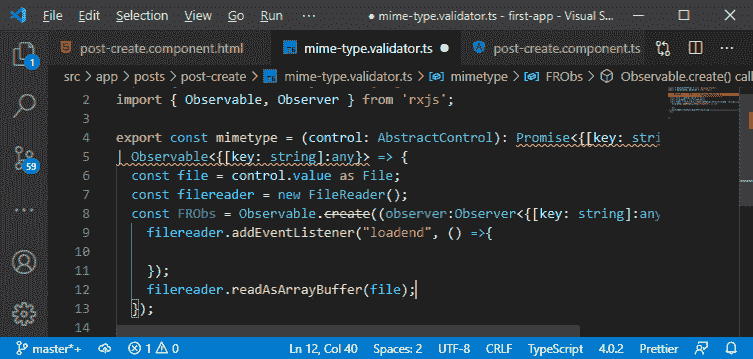 File Edit Selection View Go Run ... ● mime-type.validator.ts - first-app - Visual S...
post-create.component.html mime-type.validator.ts ● post-create.component.ts ...
src > app > posts > post-create > mime-type.validator.ts > mimetype > FRObs > Observable.create() call
2 import { Observable, Observer } from 'rxjs';
3
4 export const mimetype = (control: AbstractControl): Promise<{[key: stri
5 | Observable<{[key: string]:any}> => {
6 const file = control.value as File;
7 const filereader = new FileReader();
8 const FRObs = Observable.create((observer:Observer<{[key: string]:any
9 filereader.addEventListener("loadend", () =>{
10
11 });
12 filereader.readAsArrayBuffer(file);
13 });
14
1
59
master*+ 1 0 Ln 12, Col 40 Spaces: 2 UTF-8 CRLF TypeScript 4.0.2 Prettier